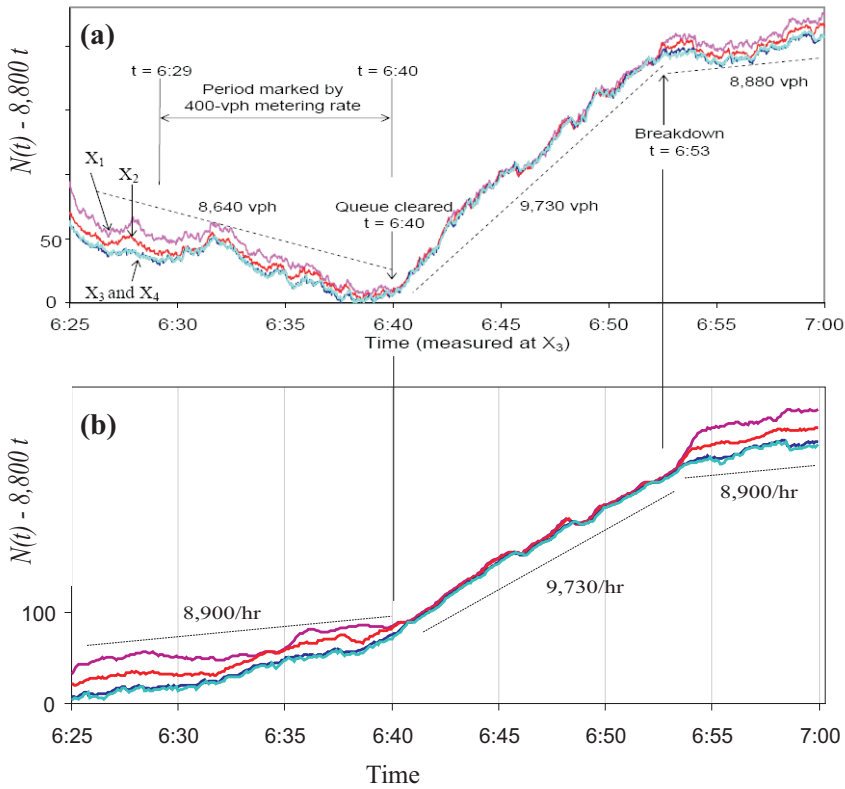 (a)
N(t) - 8,800 t
t = 6:29
t = 6:40
Period marked by
400-vph metering rate
8,880 vph
Breakdown
t = 6:53
X1
X2
8,640 vph
Queue cleared
t = 6:40
9,730 vph
50
X3 and X4
0
6:25
6:30
6:35
6:40
6:45
6:50
6:55
7:00
Time (measured at X3)
(b)
N(t) - 8,800 t
8,900/hr
9,730/hr
8,900/hr
100
0
6:25
6:30
6:35
6:40
6:45
6:50
6:55
7:00
Time